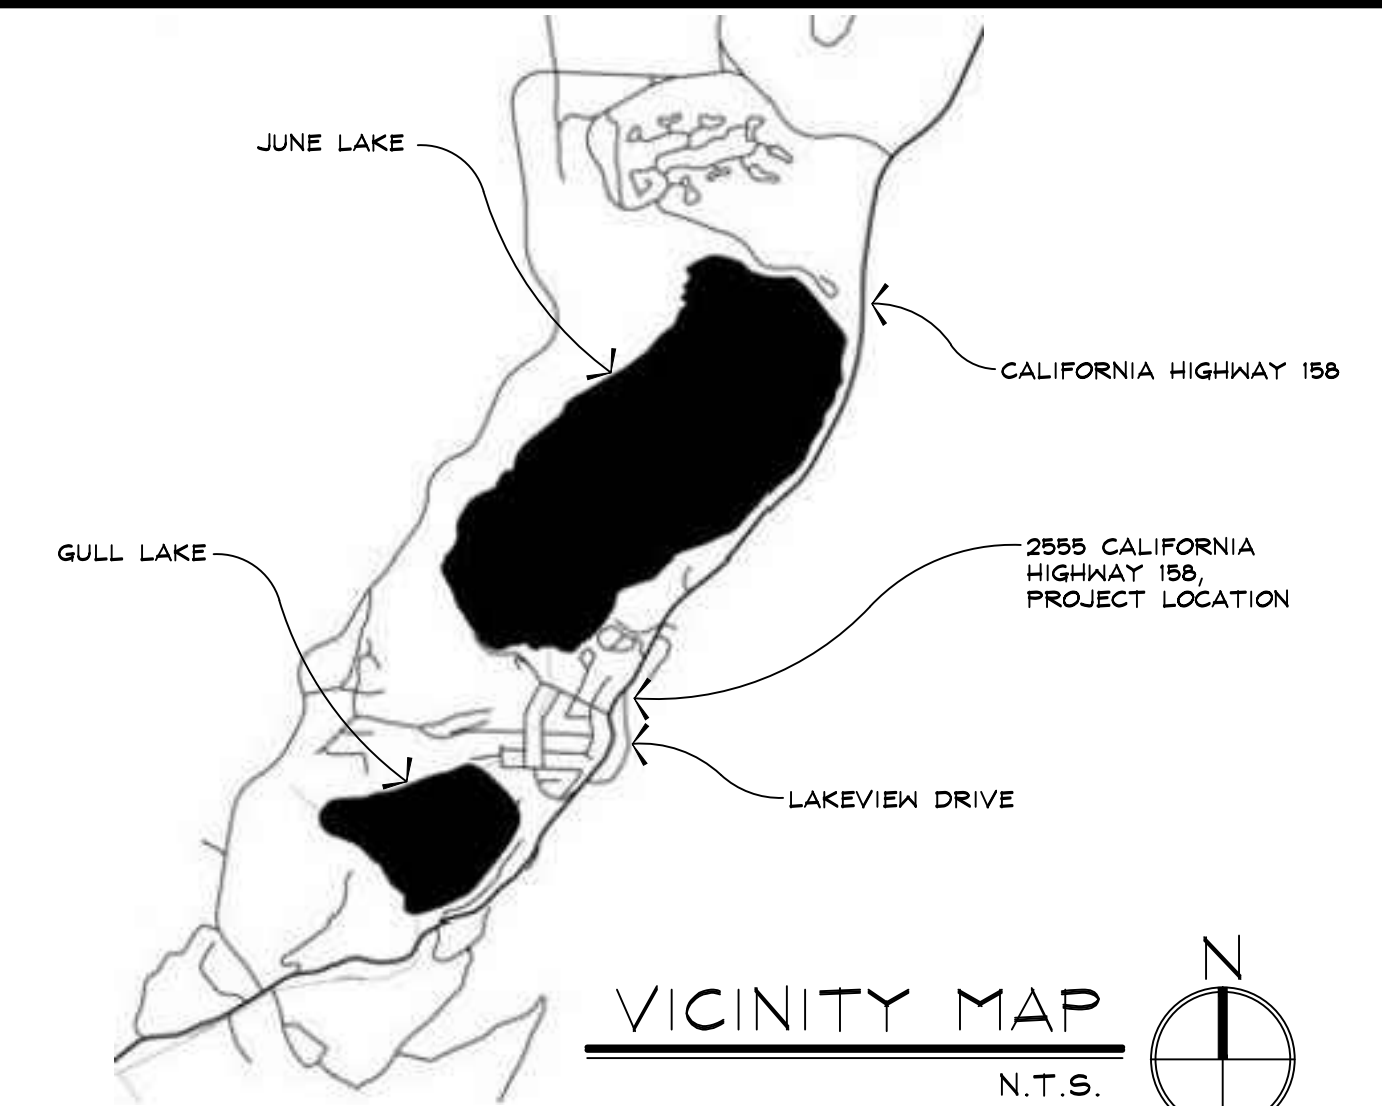 JUNE LAKE
CALIFORNIA HIGHWAY 158
GULL LAKE
2555 CALIFORNIA
HIGHWAY 158,
PROJECT LOCATION
LAKEVIEW DRIVE
N
VICINITY MAP
N.T.S.